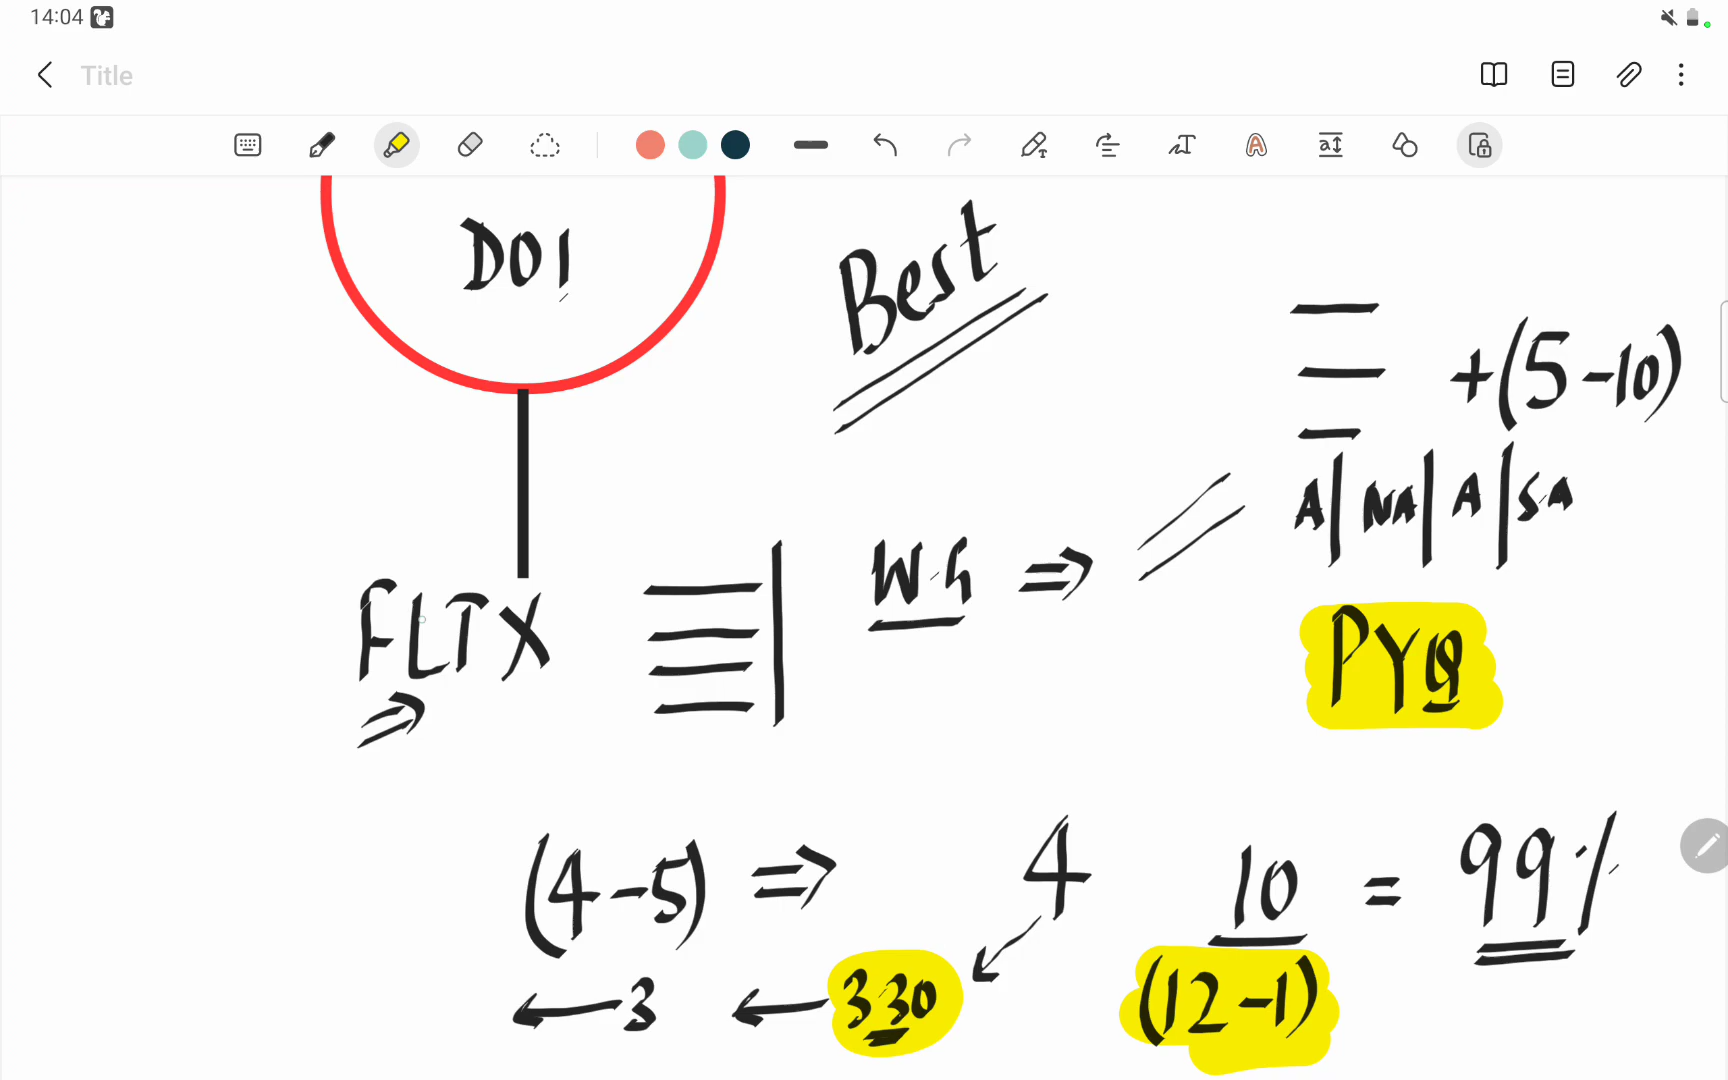 14:04
Title
DOI
Best
+(5-10)
A | NA | A | S.A
FLTX
W.G ⇒
⇒
PYQ
(4-5) ⇒ 4
10 = 99%
← 3 ← 330 (12-1)